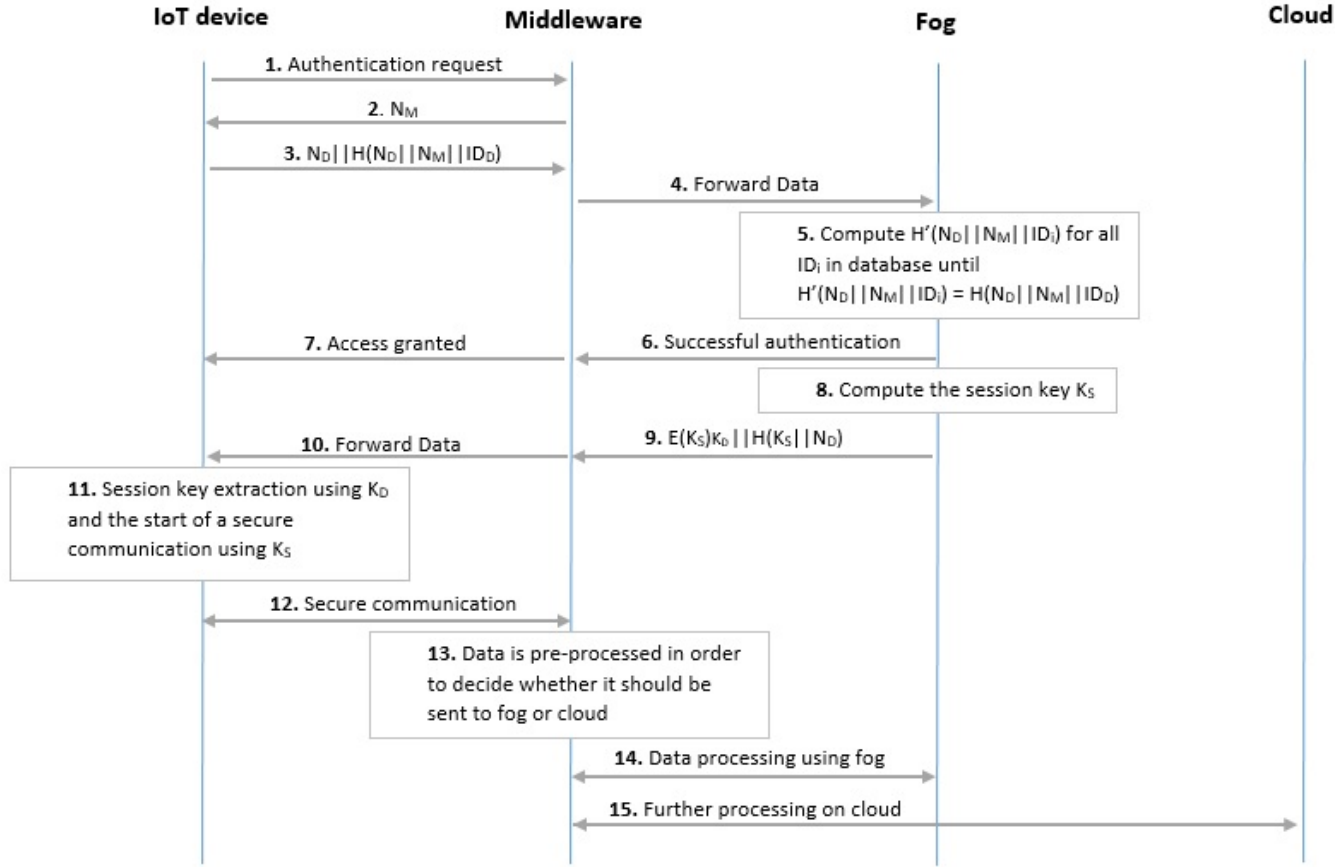 IoT device
Middleware
Fog
Cloud
1. Authentication request
2. NM
3. ND||H(ND||NM||IDD)
4. Forward Data
5. Compute H’(ND||NM||IDi) for all
IDi in database until
H’(ND||NM||IDi) = H(ND||NM||IDD)
7. Access granted
6. Successful authentication
8. Compute the session key KS
9. E(KS)KD||H(KS||ND)
10. Forward Data
11. Session key extraction using KD
and the start of a secure
communication using KS
12. Secure communication
13. Data is pre-processed in order
to decide whether it should be
sent to fog or cloud
14. Data processing using fog
15. Further processing on cloud